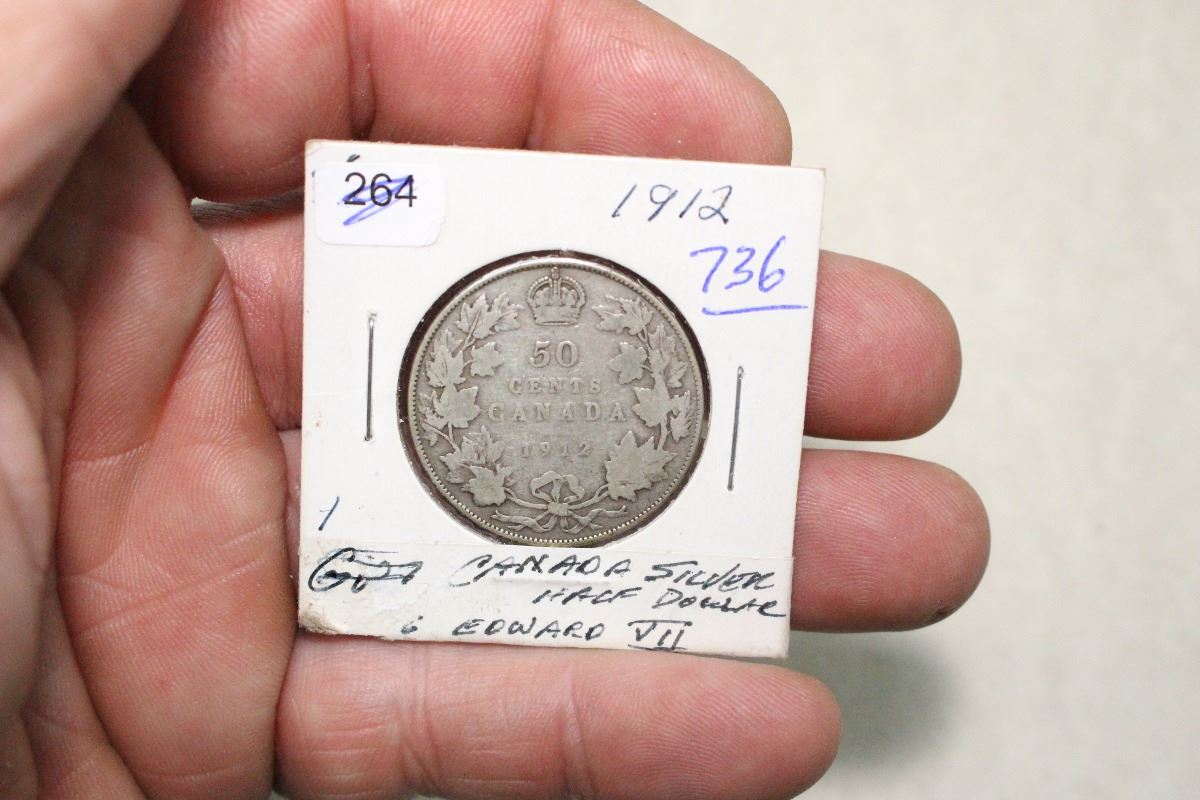 264
1912
736
50
CENTS
CANADA
1912
CANADA SILVER
HALF DOLLAR
EDWARD VII